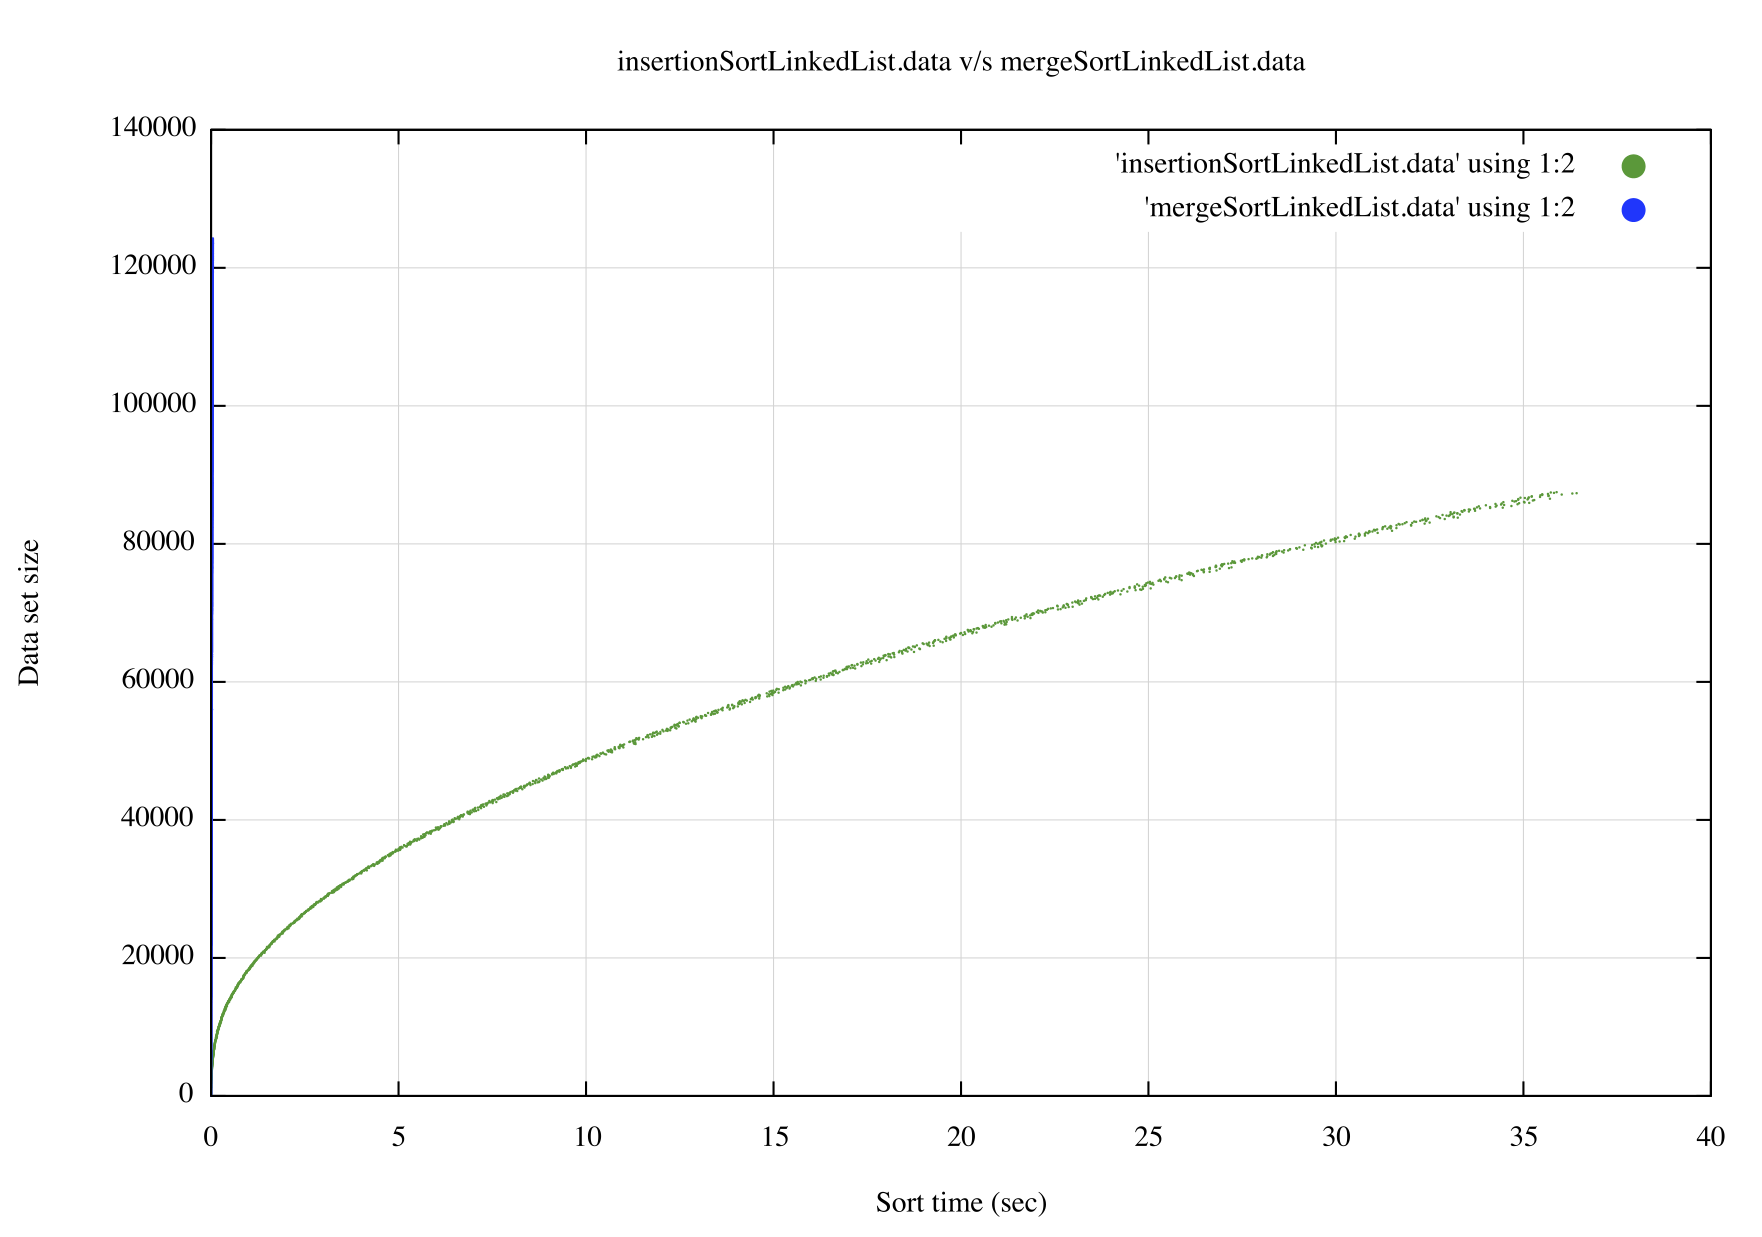 insertionSortLinkedList.data v/s mergeSortLinkedList.data
140000
120000
100000
80000
60000
40000
20000
0
'insertionSortLinkedList.data' using 1:2
'mergeSortLinkedList.data' using 1:2
Data set size
0 5 10 15 20 25 30 35 40
Sort time (sec)